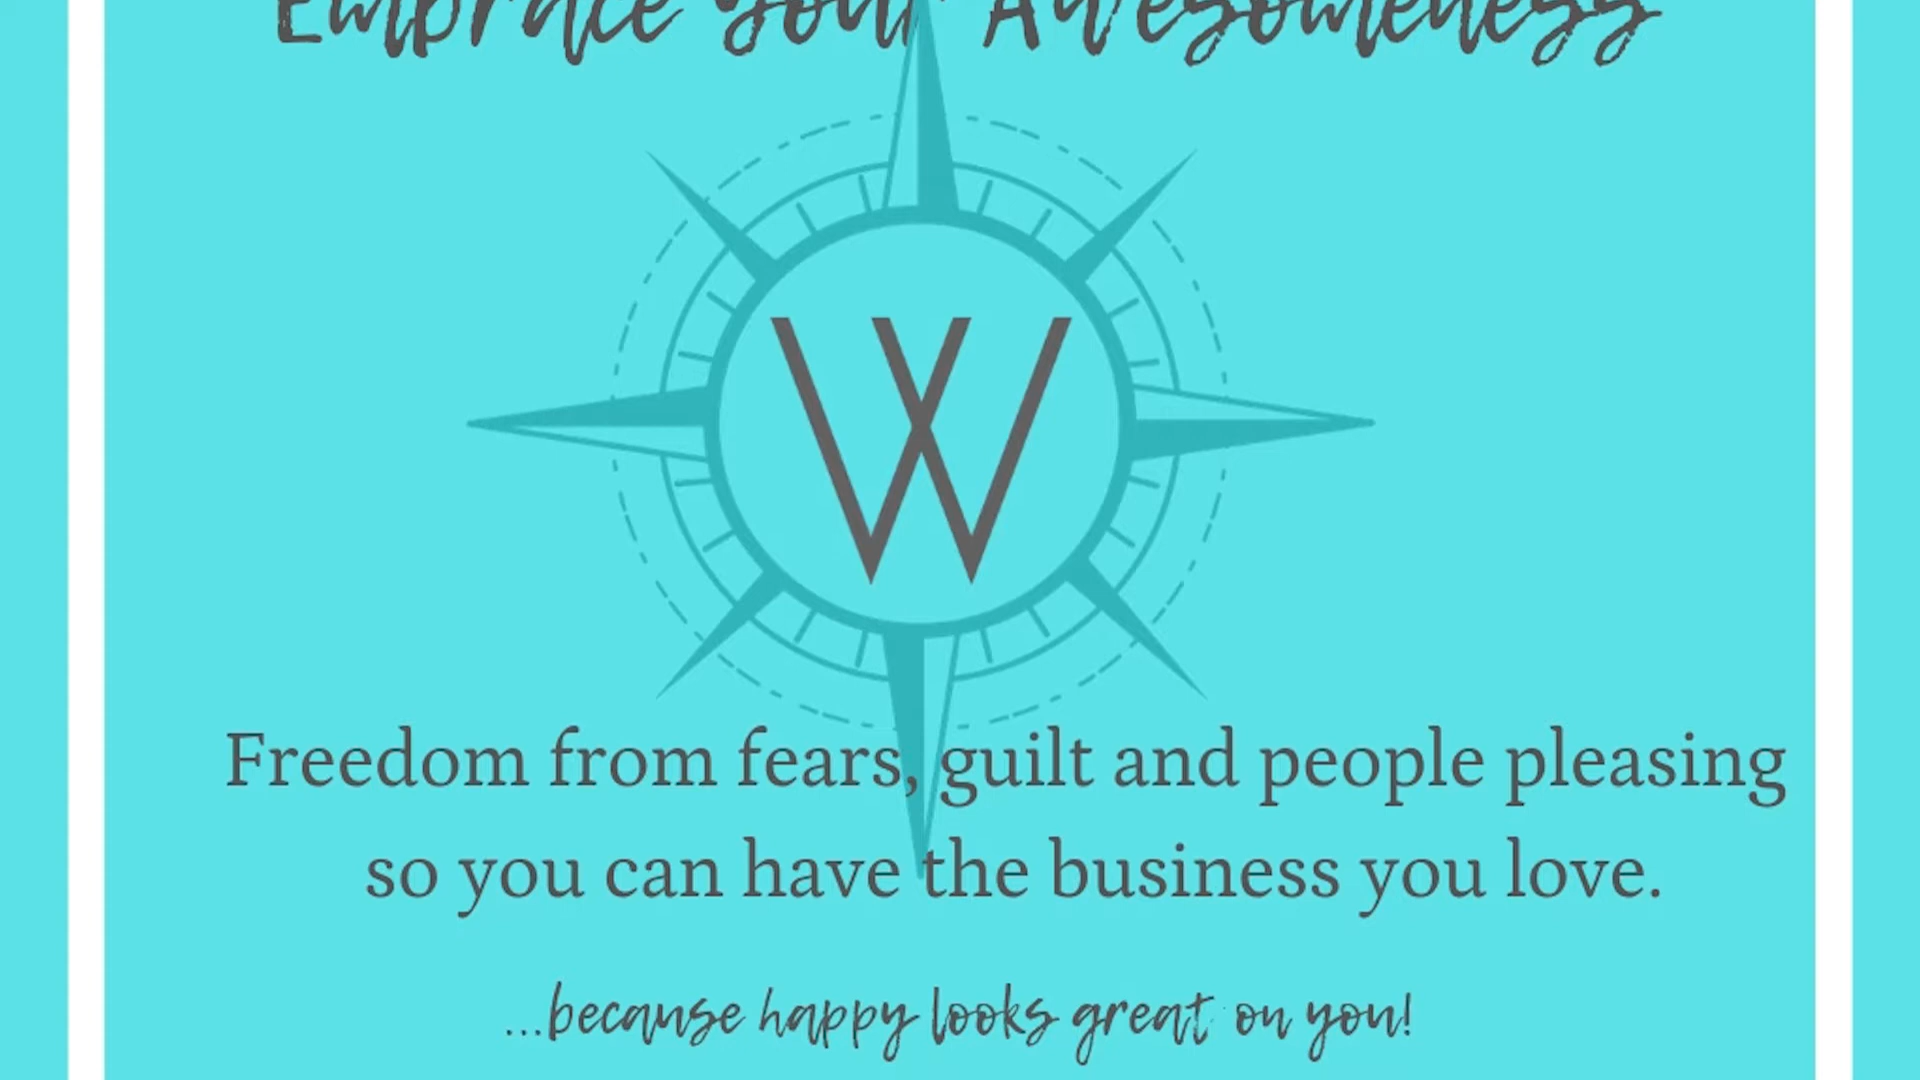 Embrace your Awesomeness
W
Freedom from fears, guilt and people pleasing
so you can have the business you love.
...because happy looks great on you!